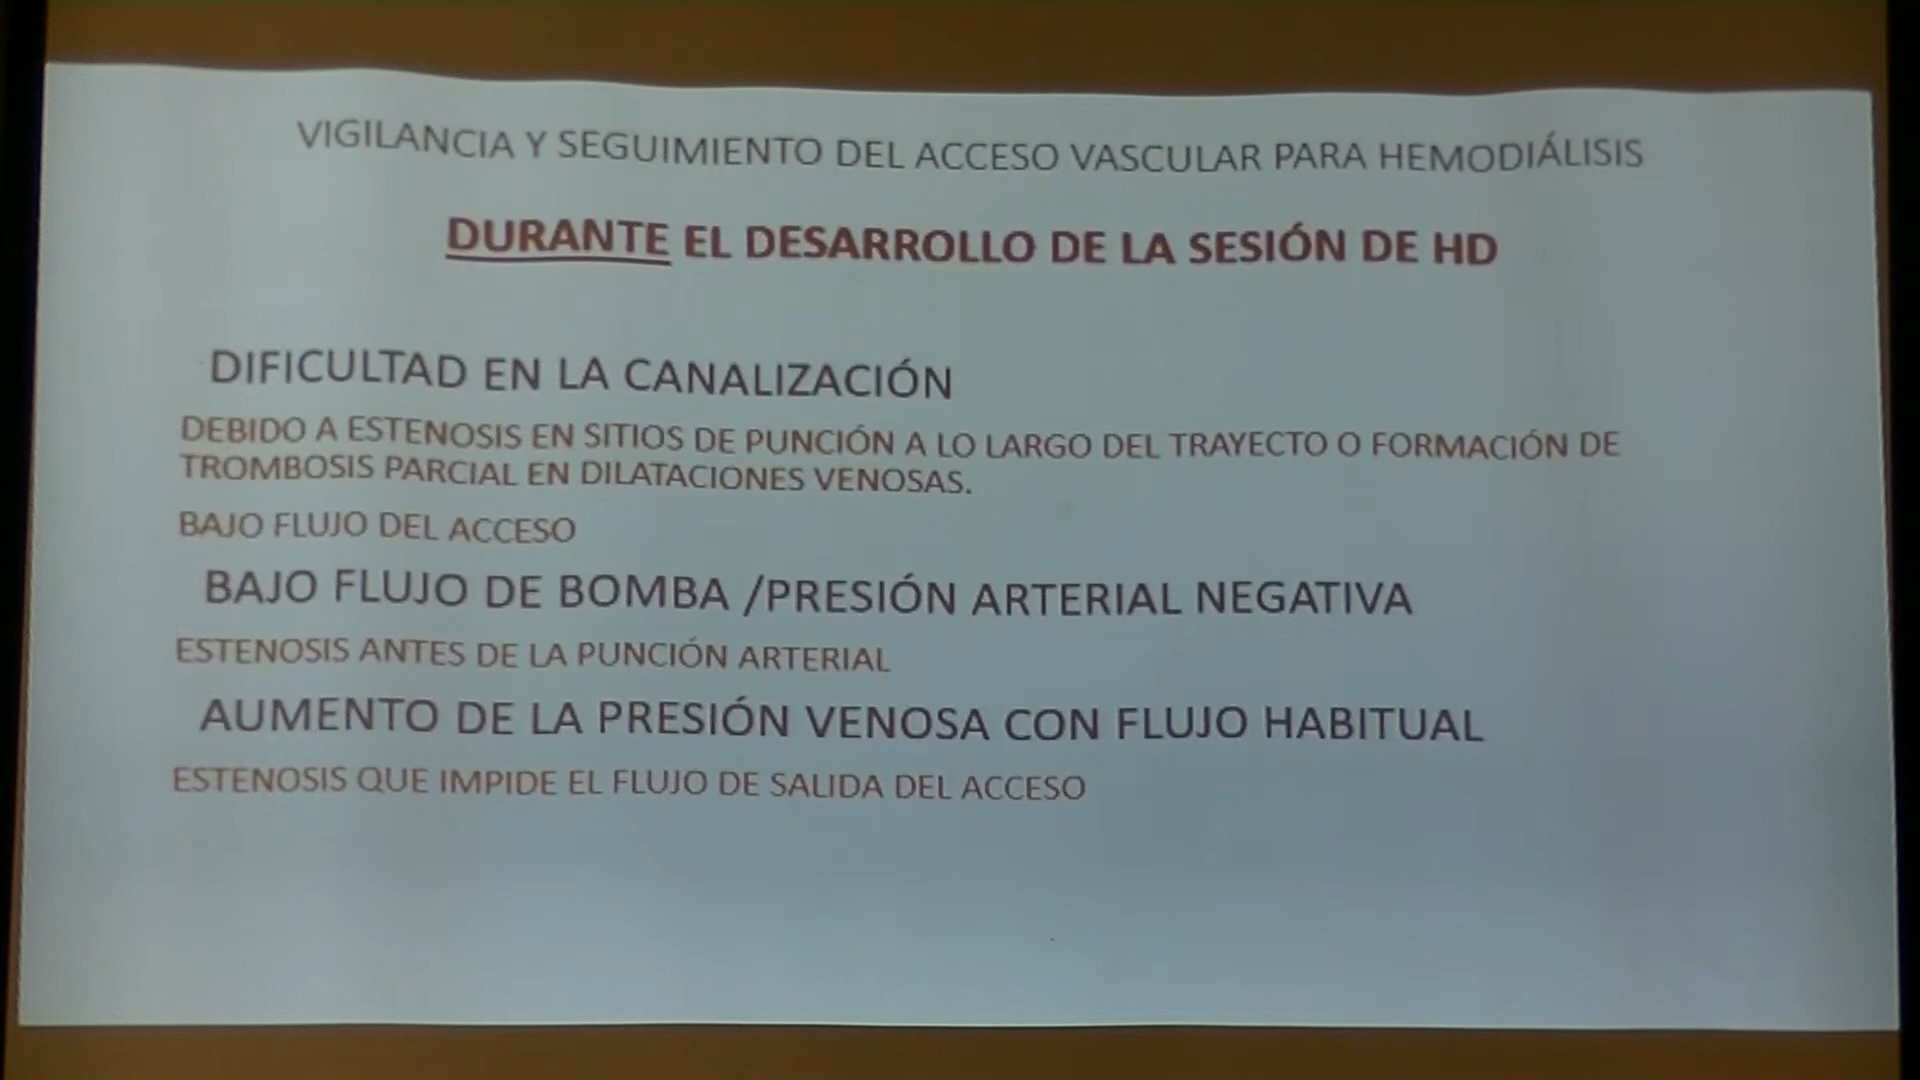 VIGILANCIA Y SEGUIMIENTO DEL ACCESO VASCULAR PARA HEMODIÁLISIS
DURANTE EL DESARROLLO DE LA SESIÓN DE HD
DIFICULTAD EN LA CANALIZACIÓN
DEBIDO A ESTENOSIS EN SITIOS DE PUNCIÓN A LO LARGO DEL TRAYECTO O FORMACIÓN DE
TROMBOSIS PARCIAL EN DILATACIONES VENOSAS.
BAJO FLUJO DEL ACCESO
BAJO FLUJO DE BOMBA /PRESIÓN ARTERIAL NEGATIVA
ESTENOSIS ANTES DE LA PUNCIÓN ARTERIAL
AUMENTO DE LA PRESIÓN VENOSA CON FLUJO HABITUAL
ESTENOSIS QUE IMPIDE EL FLUJO DE SALIDA DEL ACCESO